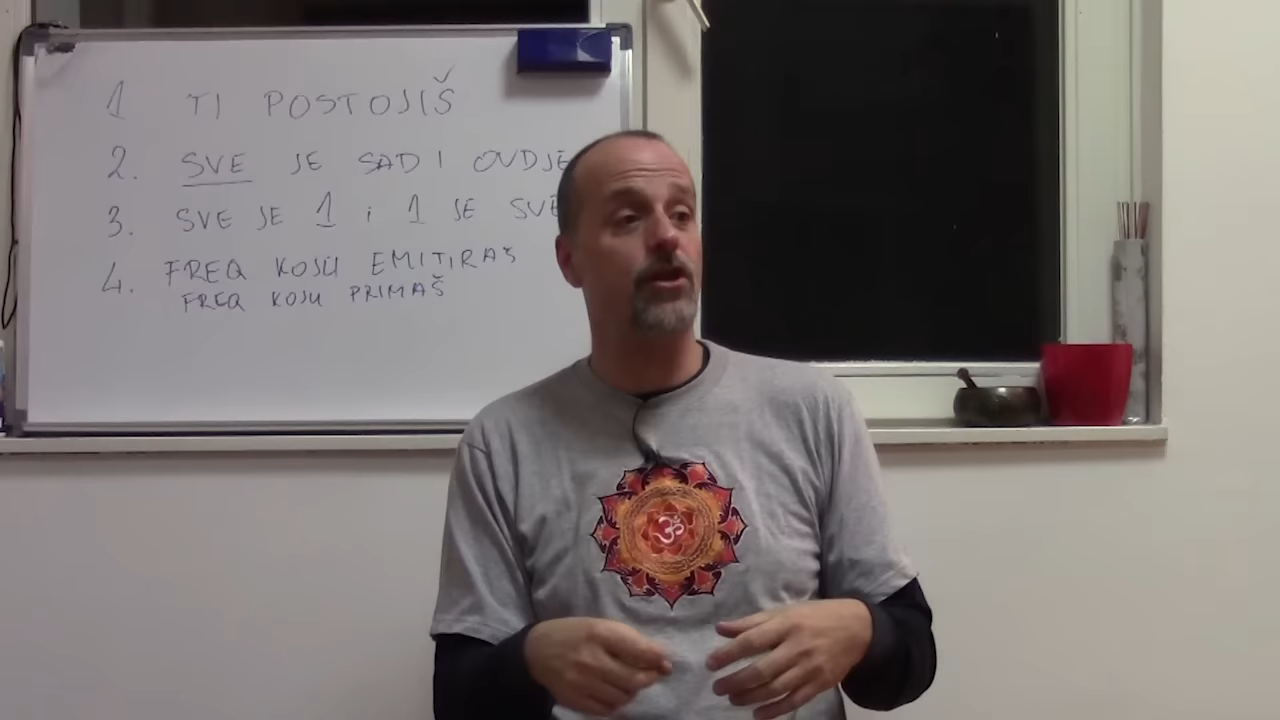 1 TI POSTOJIŠ
2. SVE JE SAD I OVDJE
3. SVE JE 1 i 1 JE SVE
4. FREQ KOJU EMITIRAŠ
FREQ KOJU PRIMAŠ
ॐ